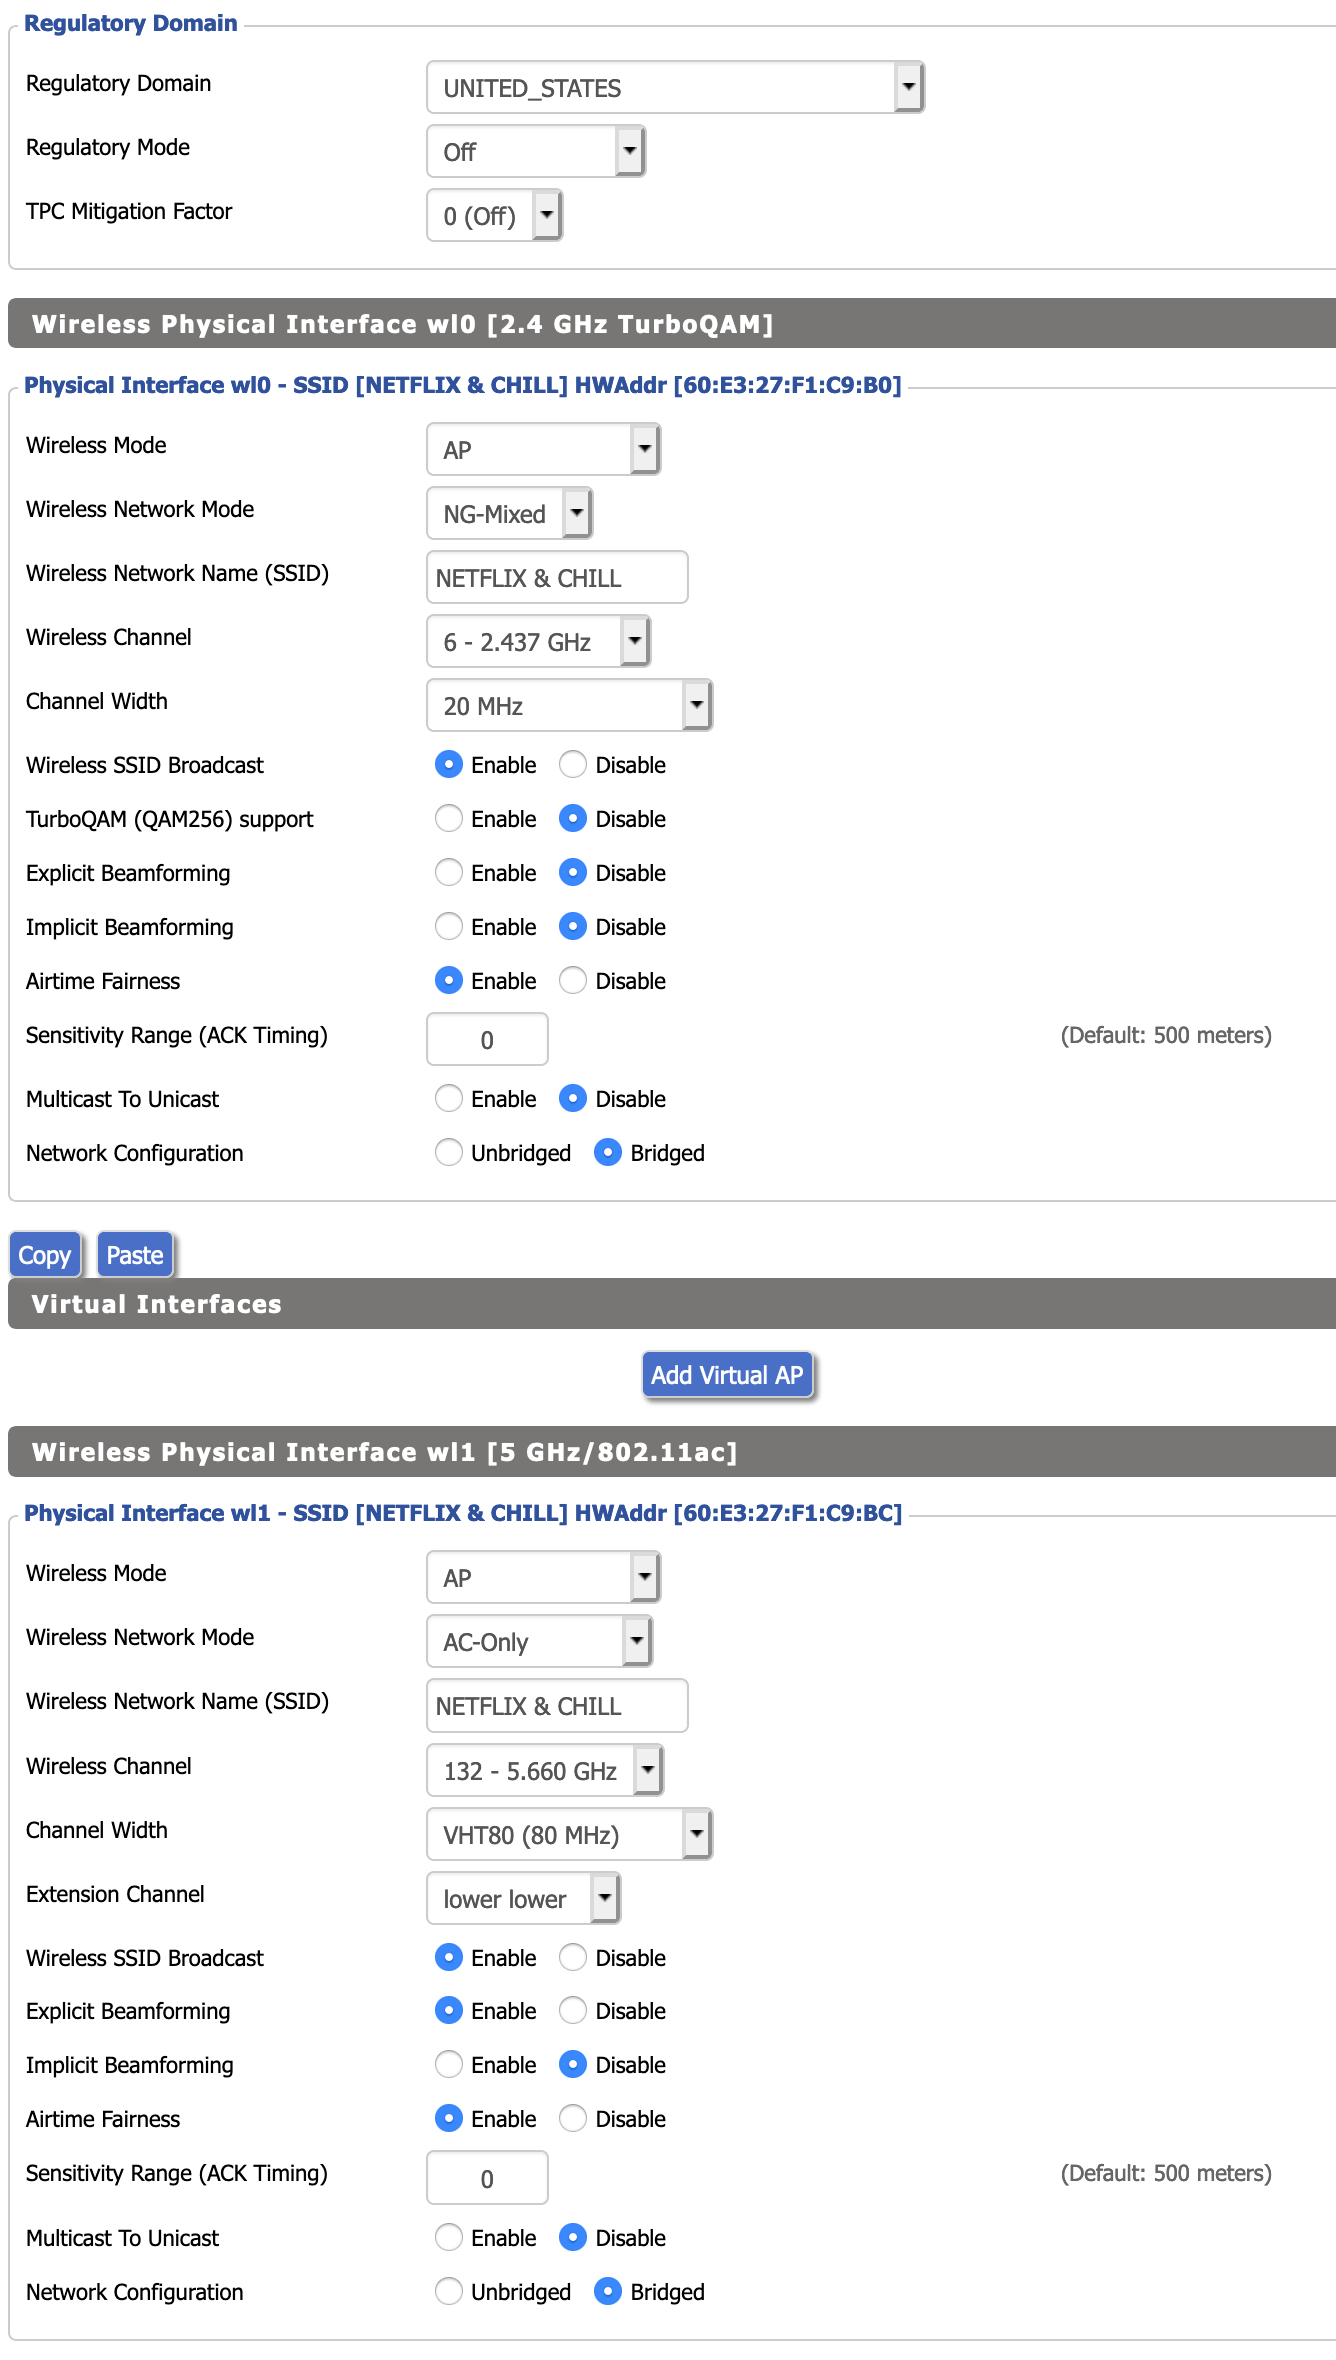 Regulatory Domain
Regulatory Domain UNITED_STATES
Regulatory Mode Off
TPC Mitigation Factor 0 (Off)
Wireless Physical Interface wl0 [2.4 GHz TurboQAM]
Physical Interface wl0 - SSID [NETFLIX & CHILL] HWAddr [60:E3:27:F1:C9:B0]
Wireless Mode AP
Wireless Network Mode NG-Mixed
Wireless Network Name (SSID) NETFLIX & CHILL
Wireless Channel 6 - 2.437 GHz
Channel Width 20 MHz
Wireless SSID Broadcast Enable Disable
TurboQAM (QAM256) support Enable Disable
Explicit Beamforming Enable Disable
Implicit Beamforming Enable Disable
Airtime Fairness Enable Disable
Sensitivity Range (ACK Timing) 0 (Default: 500 meters)
Multicast To Unicast Enable Disable
Network Configuration Unbridged Bridged
Copy Paste
Virtual Interfaces
Add Virtual AP
Wireless Physical Interface wl1 [5 GHz/802.11ac]
Physical Interface wl1 - SSID [NETFLIX & CHILL] HWAddr [60:E3:27:F1:C9:BC]
Wireless Mode AP
Wireless Network Mode AC-Only
Wireless Network Name (SSID) NETFLIX & CHILL
Wireless Channel 132 - 5.660 GHz
Channel Width VHT80 (80 MHz)
Extension Channel lower lower
Wireless SSID Broadcast Enable Disable
Explicit Beamforming Enable Disable
Implicit Beamforming Enable Disable
Airtime Fairness Enable Disable
Sensitivity Range (ACK Timing) 0 (Default: 500 meters)
Multicast To Unicast Enable Disable
Network Configuration Unbridged Bridged